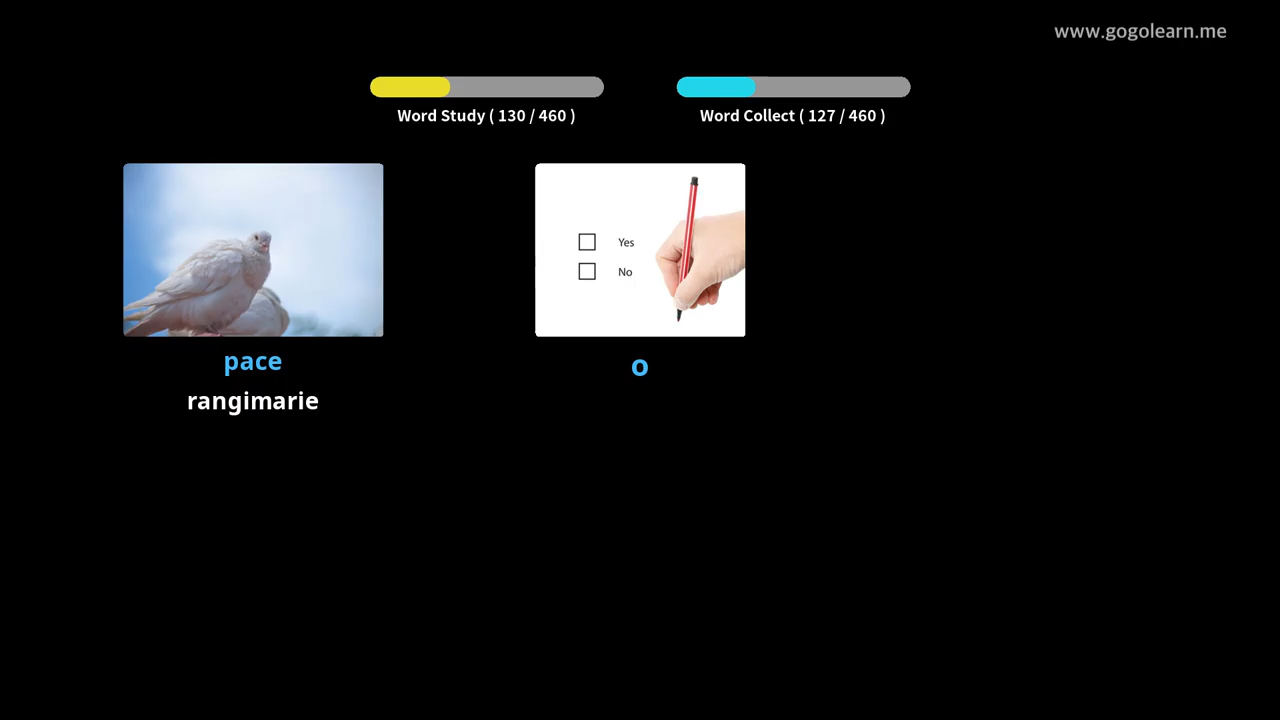 www.gogolearn.me
Word Study ( 130 / 460 )
Word Collect ( 127 / 460 )
Yes
No
pace
o
rangimarie